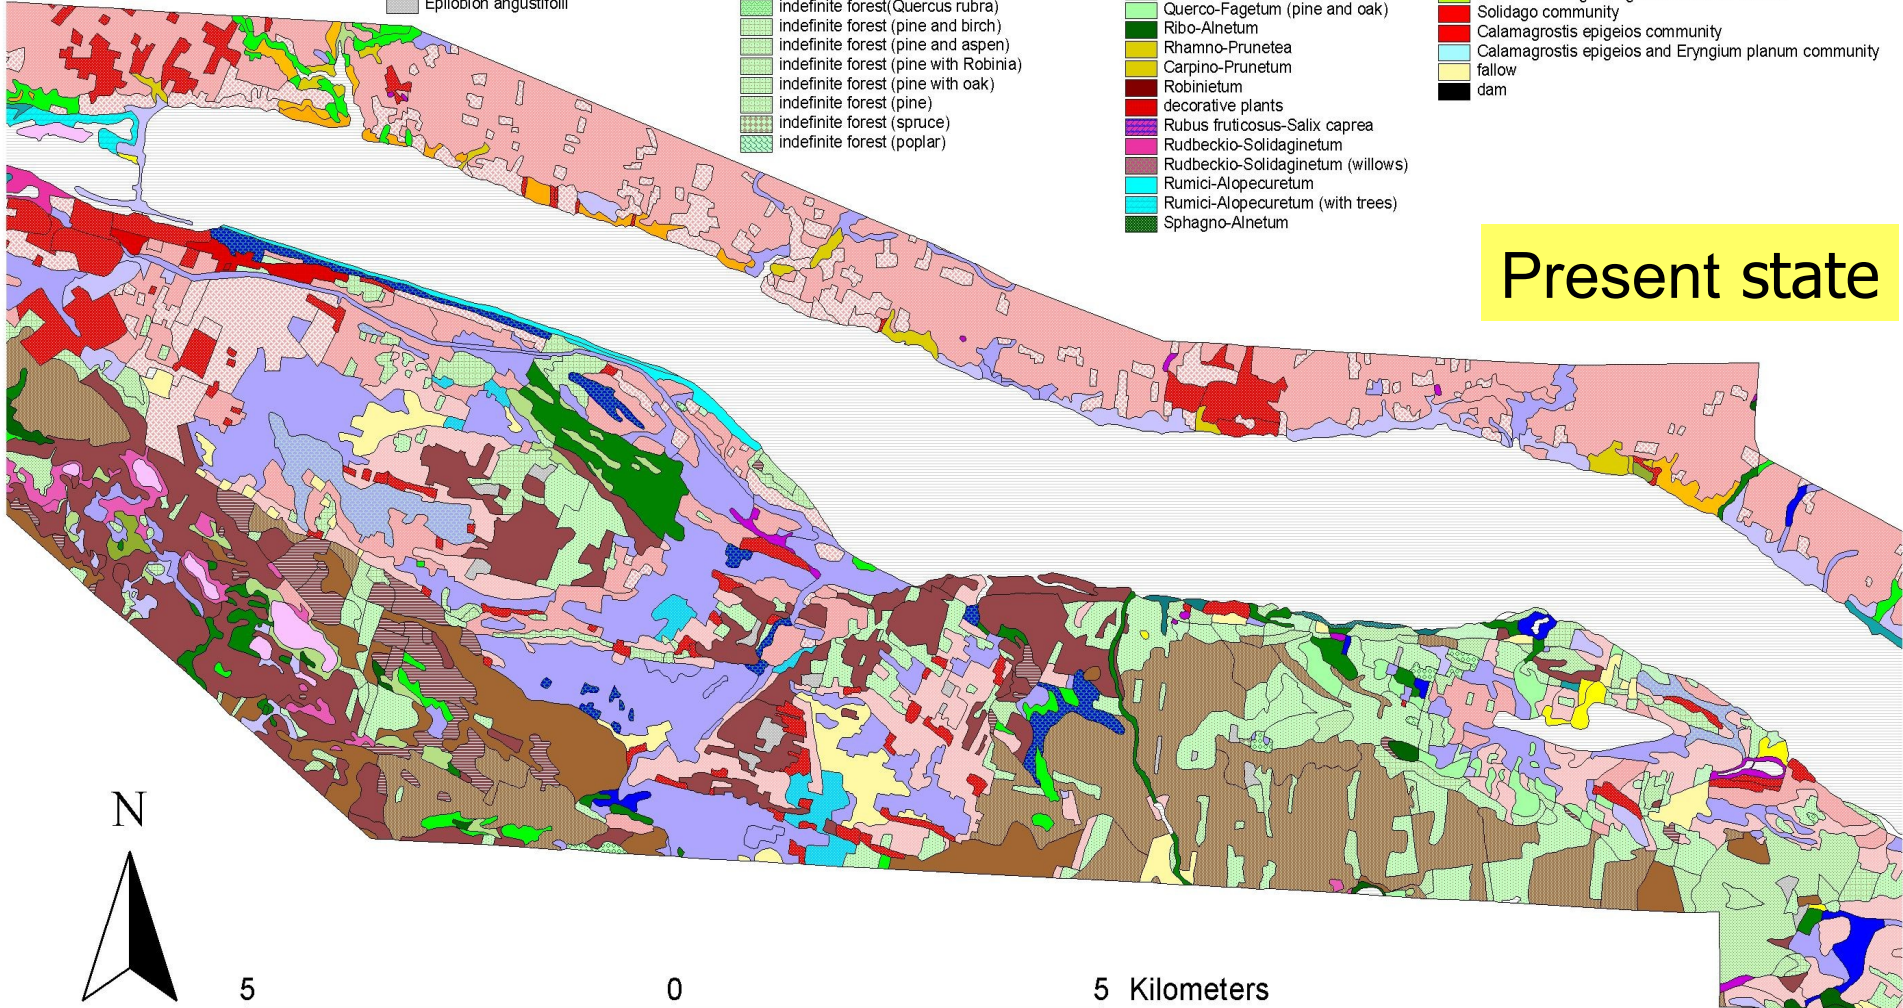 Epilobion angustifolii
indefinite forest(Quercus rubra)
indefinite forest (pine and birch)
indefinite forest (pine and aspen)
indefinite forest (pine with Robinia)
indefinite forest (pine with oak)
indefinite forest (pine)
indefinite forest (spruce)
indefinite forest (poplar)
Querco-Fagetum (pine and oak)
Ribo-Alnetum
Rhamno-Prunetea
Carpino-Prunetum
Robinietum
decorative plants
Rubus fruticosus-Salix caprea
Rudbeckio-Solidaginetum
Rudbeckio-Solidaginetum (willows)
Rumici-Alopecuretum
Rumici-Alopecuretum (with trees)
Sphagno-Alnetum
Solidago community
Calamagrostis epigeios community
Calamagrostis epigeios and Eryngium planum community
fallow
dam
Present state
N
5 0 5 Kilometers